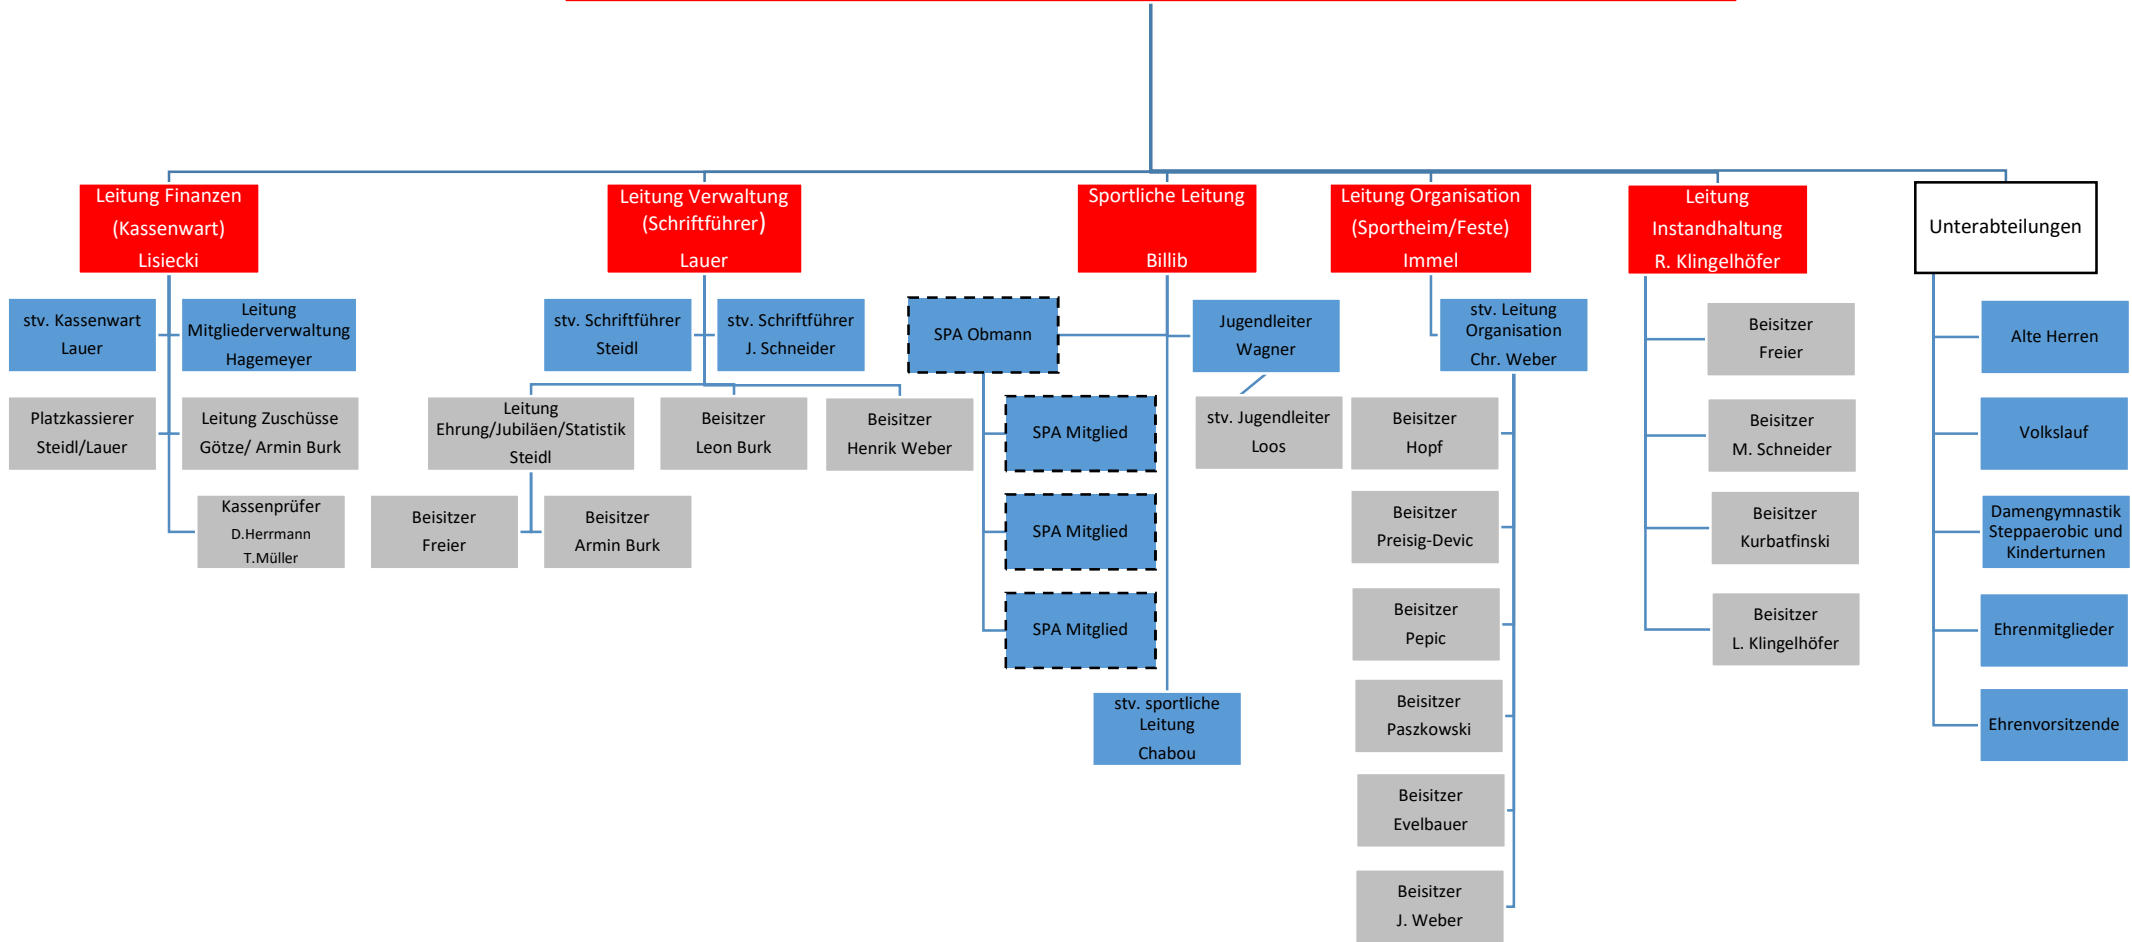 Leitung Finanzen
(Kassenwart)
Lisiecki
Leitung Verwaltung
(Schriftführer)
Lauer
Sportliche Leitung
Billib
Leitung Organisation
(Sportheim/Feste)
Immel
Leitung
Instandhaltung
R. Klingelhöfer
Unterabteilungen
stv. Kassenwart
Lauer
Leitung
Mitgliederverwaltung
Hagemeyer
stv. Schriftführer
Steidl
stv. Schriftführer
J. Schneider
SPA Obmann
Jugendleiter
Wagner
stv. Leitung
Organisation
Chr. Weber
Beisitzer
Freier
Alte Herren
Platzkassierer
Steidl/Lauer
Leitung Zuschüsse
Götze/ Armin Burk
Leitung
Ehrung/Jubiläen/Statistik
Steidl
Beisitzer
Leon Burk
Beisitzer
Henrik Weber
SPA Mitglied
stv. Jugendleiter
Loos
Beisitzer
Hopf
Beisitzer
M. Schneider
Volkslauf
Kassenprüfer
D.Herrmann
T.Müller
Beisitzer
Freier
Beisitzer
Armin Burk
SPA Mitglied
Beisitzer
Preisig-Devic
Beisitzer
Kurbatfinski
Damengymnastik
Steppaerobic und
Kinderturnen
SPA Mitglied
Beisitzer
Pepic
Beisitzer
L. Klingelhöfer
Ehrenmitglieder
stv. sportliche
Leitung
Chabou
Beisitzer
Paszkowski
Ehrenvorsitzende
Beisitzer
Evelbauer
Beisitzer
J. Weber